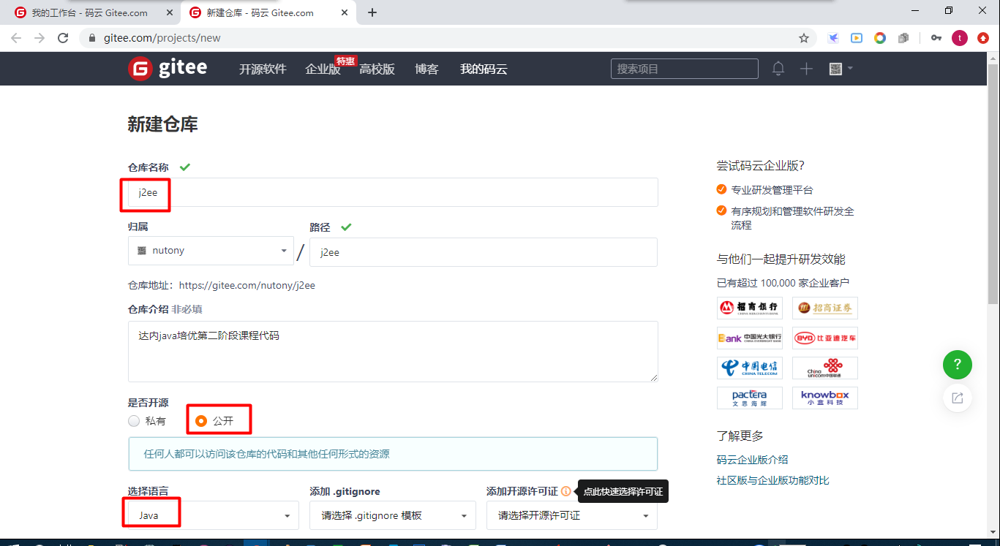 我的工作台 - 码云 Gitee.com
新建仓库 - 码云 Gitee.com
gitee.com/projects/new
t
gitee
开源软件
企业版
特惠
高校版
博客
我的码云
搜索项目
新建仓库
仓库名称
j2ee
归属
路径
nutony
/
j2ee
仓库地址：https://gitee.com/nutony/j2ee
仓库介绍 非必填
达内java培优第二阶段课程代码
是否开源
私有
公开
任何人都可以访问该仓库的代码和其他任何形式的资源
选择语言
添加 .gitignore
添加开源许可证
点此快速选择许可证
Java
请选择 .gitignore 模板
请选择开源许可证
尝试码云企业版？
专业研发管理平台
有序规划和管理软件研发全
流程
与他们一起提升研发效能
已有超过 100,000 家企业客户
招商银行
CHINA MERCHANTS BANK
招商证券
Bank 中国光大银行
CHINA EVERBRIGHT BANK
BYD 比亚迪汽车
中国电信
CHINA TELECOM
China
unicom中国联通
pactera
文思海辉
knowbox
小盒科技
?
了解更多
码云企业版介绍
社区版与企业版功能对比